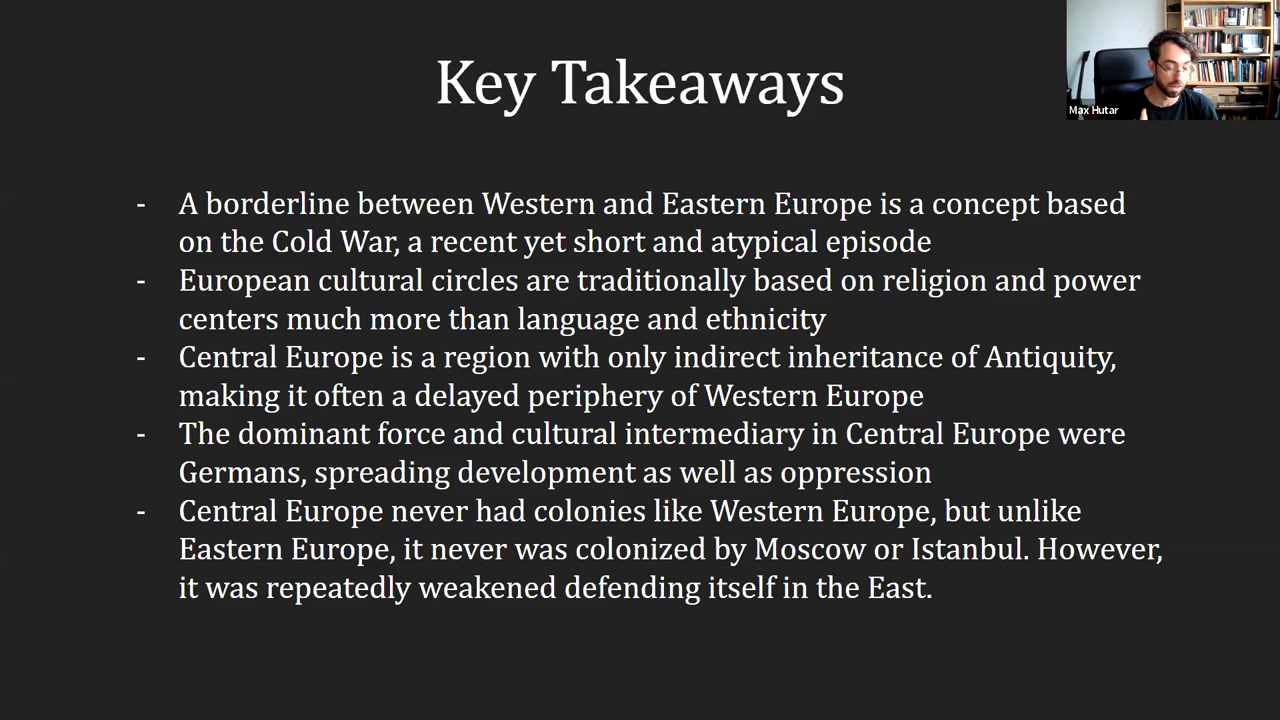 Key Takeaways
Max Hutar
- A borderline between Western and Eastern Europe is a concept based
on the Cold War, a recent yet short and atypical episode
- European cultural circles are traditionally based on religion and power
centers much more than language and ethnicity
- Central Europe is a region with only indirect inheritance of Antiquity,
making it often a delayed periphery of Western Europe
- The dominant force and cultural intermediary in Central Europe were
Germans, spreading development as well as oppression
- Central Europe never had colonies like Western Europe, but unlike
Eastern Europe, it never was colonized by Moscow or Istanbul. However,
it was repeatedly weakened defending itself in the East.